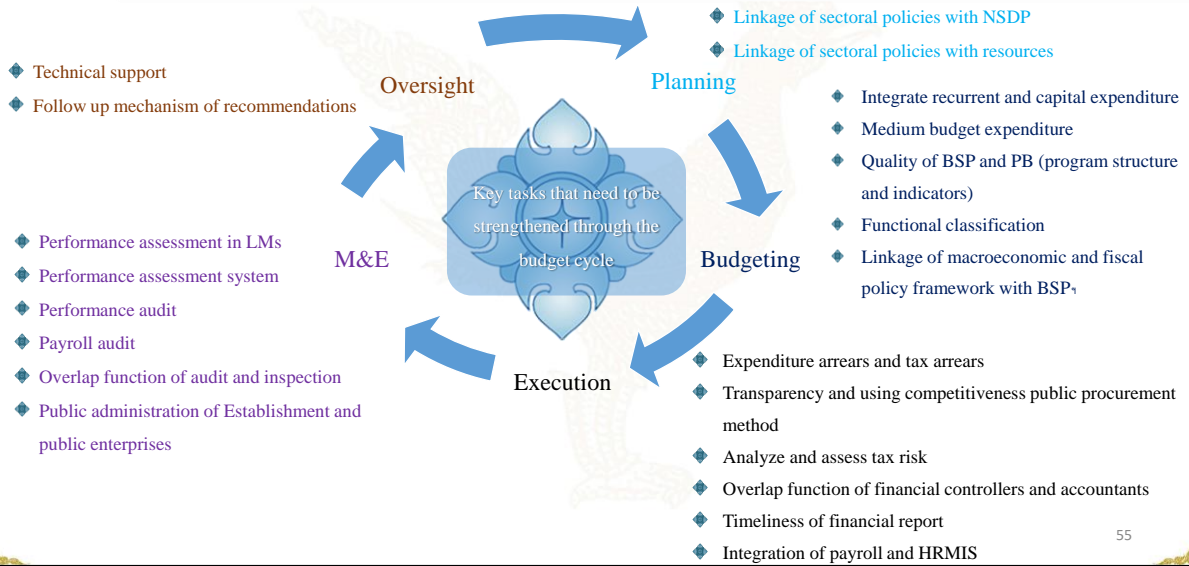 Linkage of sectoral policies with NSDP
Linkage of sectoral policies with resources
Planning
Technical support
Follow up mechanism of recommendations
Oversight
Integrate recurrent and capital expenditure
Medium budget expenditure
Quality of BSP and PB (program structure
and indicators)
Functional classification
Linkage of macroeconomic and fiscal
policy framework with BSP។
Budgeting
Key tasks that need to be
strengthened through the
budget cycle
M&E
Performance assessment in LMs
Performance assessment system
Performance audit
Payroll audit
Overlap function of audit and inspection
Public administration of Establishment and
public enterprises
Execution
Expenditure arrears and tax arrears
Transparency and using competitiveness public procurement
method
Analyze and assess tax risk
Overlap function of financial controllers and accountants
Timeliness of financial report
Integration of payroll and HRMIS
55